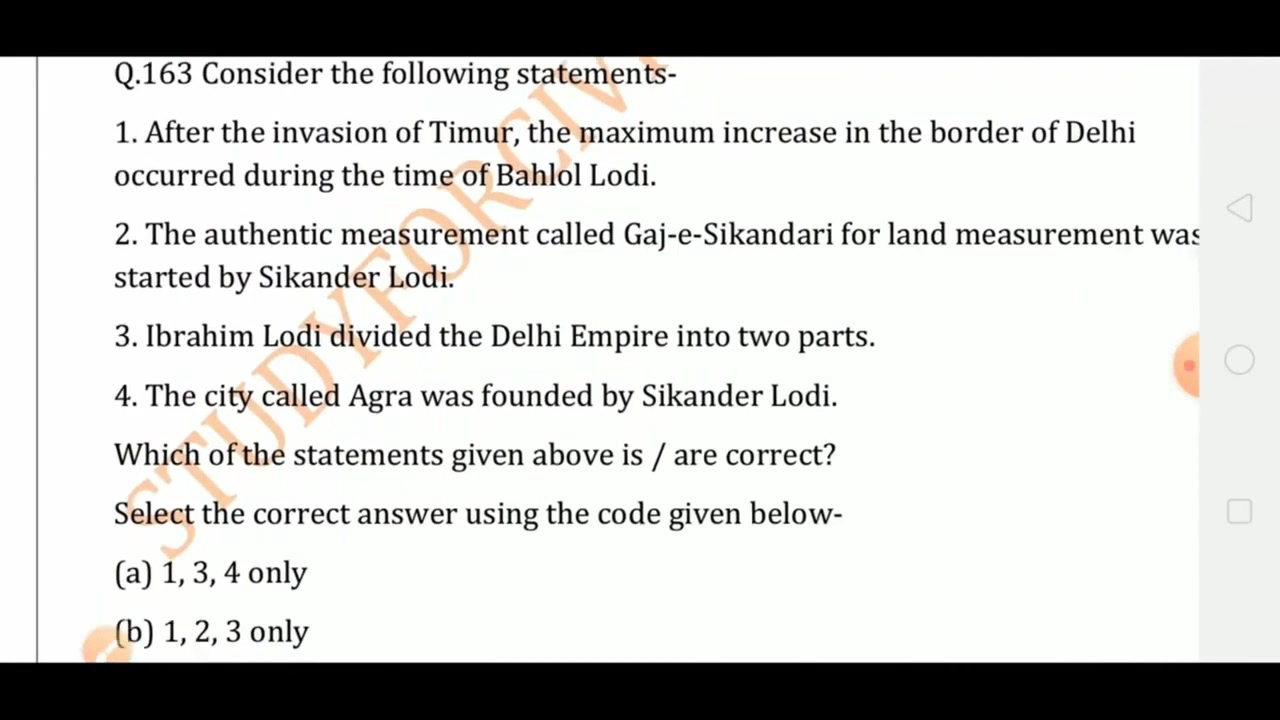 Q.163 Consider the following statements-
1. After the invasion of Timur, the maximum increase in the border of Delhi
occurred during the time of Bahlol Lodi.
2. The authentic measurement called Gaj-e-Sikandari for land measurement was
started by Sikander Lodi.
3. Ibrahim Lodi divided the Delhi Empire into two parts.
4. The city called Agra was founded by Sikander Lodi.
Which of the statements given above is / are correct?
Select the correct answer using the code given below-
(a) 1, 3, 4 only
(b) 1, 2, 3 only
STUDYFORCIV